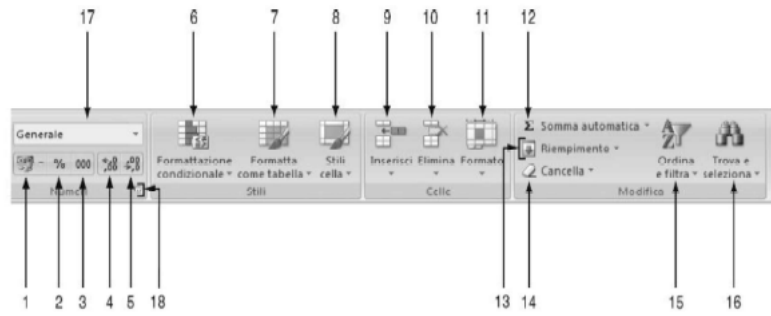 17 6 7 8 9 10 11 12
Generale
% 000
Formattazione condizionale
Formatta come tabella
Stili cella
Inserisci
Elimina
Formato
Σ Somma automatica
Riempimento
Cancella
Ordina e filtra
Trova e seleziona
13
Numeri
Stili
Celle
Modifica
1 2 3 4 5 18 14 15 16